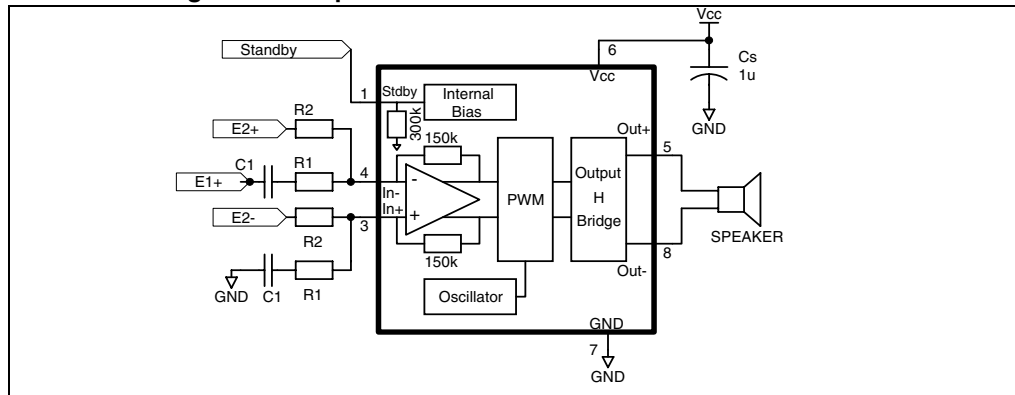 Vcc
Standby
6
Cs
1u
Vcc
1
Stdby
Internal
Bias
300k
GND
R2
E2+
150k
Out+
5
C1
R1
E1+
4
In-
-
Output
H
Bridge
PWM
In+
+
E2-
3
R2
SPEAKER
150k
8
Out-
GND
C1
R1
Oscillator
GND
7
GND